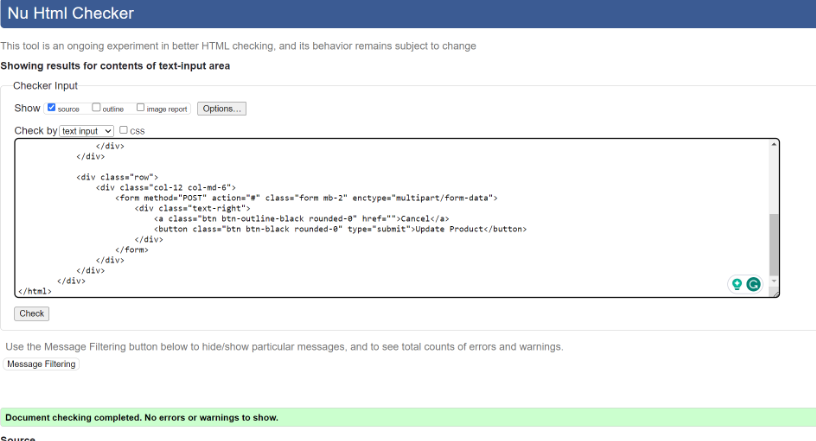 Nu Html Checker
This tool is an ongoing experiment in better HTML checking, and its behavior remains subject to change
Showing results for contents of text-input area
Checker Input
Show source outline image report Options...
Check by text input css
</div>
</div>
<div class="row">
<div class="col-12 col-md-6">
<form method="POST" action="#" class="form mb-2" enctype="multipart/form-data">
<div class="text-right">
<a class="btn btn-outline-black rounded-0" href="">Cancel</a>
<button class="btn btn-black rounded-0" type="submit">Update Product</button>
</div>
</form>
</div>
</div>
</div>
</html>
Check
Use the Message Filtering button below to hide/show particular messages, and to see total counts of errors and warnings.
Message Filtering
Document checking completed. No errors or warnings to show.
Source